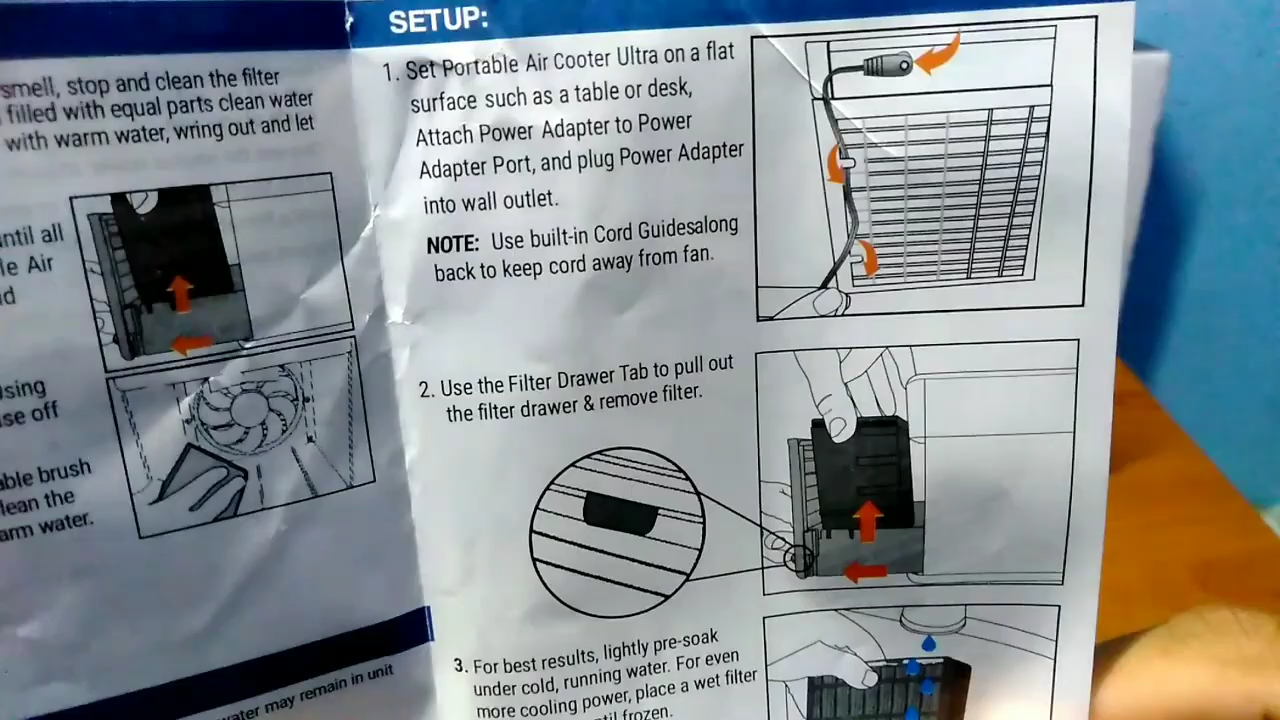 smell, stop and clean the filter
filled with equal parts clean water
with warm water, wring out and let
until all
le Air
Using
se off
able brush
lean the
arm water.
water may remain in unit
SETUP:
1. Set Portable Air Cooter Ultra on a flat
surface such as a table or desk,
Attach Power Adapter to Power
Adapter Port, and plug Power Adapter
into wall outlet.
NOTE: Use built-in Cord Guidesalong
back to keep cord away from fan.
2. Use the Filter Drawer Tab to pull out
the filter drawer & remove filter.
3. For best results, lightly pre-soak
under cold, running water. For even
more cooling power, place a wet filter
until frozen.